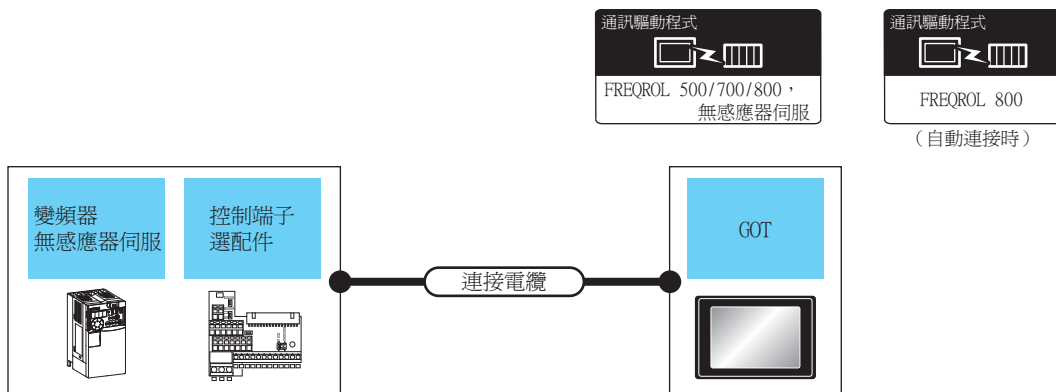 通訊驅動程式
FREQROL 500/700/800，
無感應器伺服
通訊驅動程式
FREQROL 800
（自動連接時）
變頻器
無感應器伺服
控制端子
選配件
連接電纜
GOT